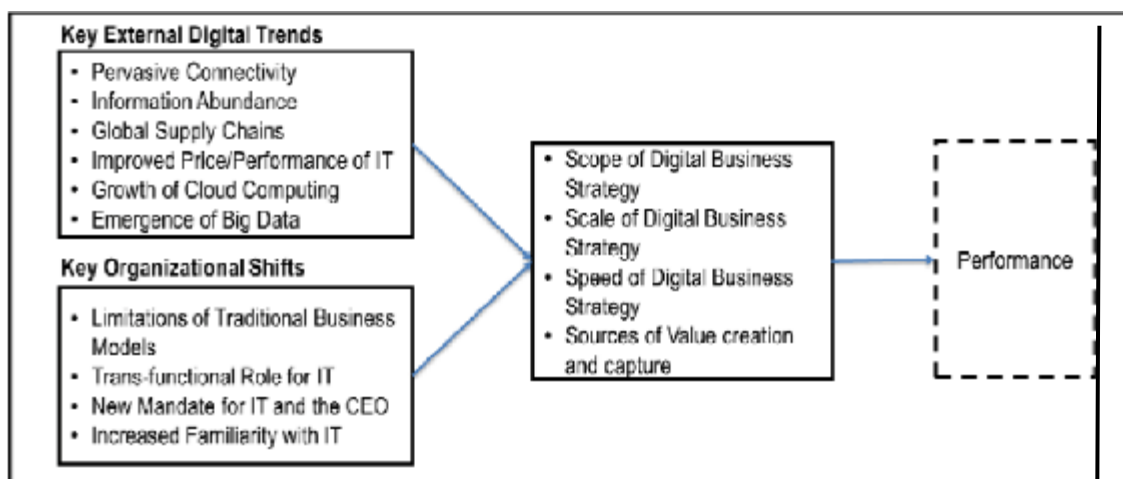 Key External Digital Trends
• Pervasive Connectivity
• Information Abundance
• Global Supply Chains
• Improved Price/Performance of IT
• Growth of Cloud Computing
• Emergence of Big Data
Key Organizational Shifts
• Limitations of Traditional Business
Models
• Trans-functional Role for IT
• New Mandate for IT and the CEO
• Increased Familiarity with IT
• Scope of Digital Business
Strategy
• Scale of Digital Business
Strategy
• Speed of Digital Business
Strategy
• Sources of Value creation
and capture
Performance